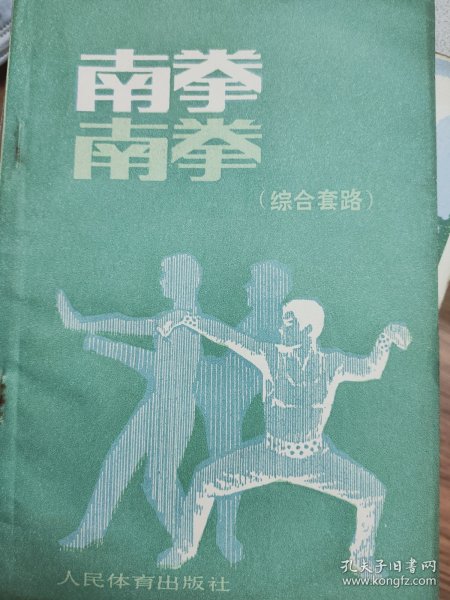 南拳
南拳
(综合套路)
人民体育出版社
孔夫子旧书网
www.kongfz.com